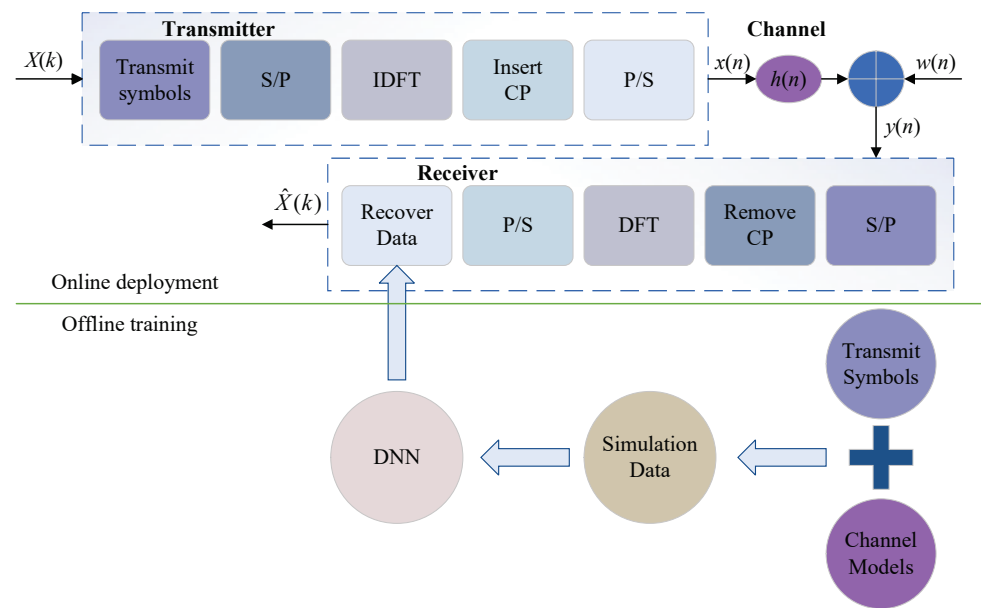 Transmitter
Channel
X(k)
Transmit
symbols
S/P
IDFT
Insert
CP
P/S
x(n)
h(n)
w(n)
y(n)
Receiver
X̂(k)
Recover
Data
P/S
DFT
Remove
CP
S/P
Online deployment
Offline training
Transmit
Symbols
DNN
Simulation
Data
Channel
Models